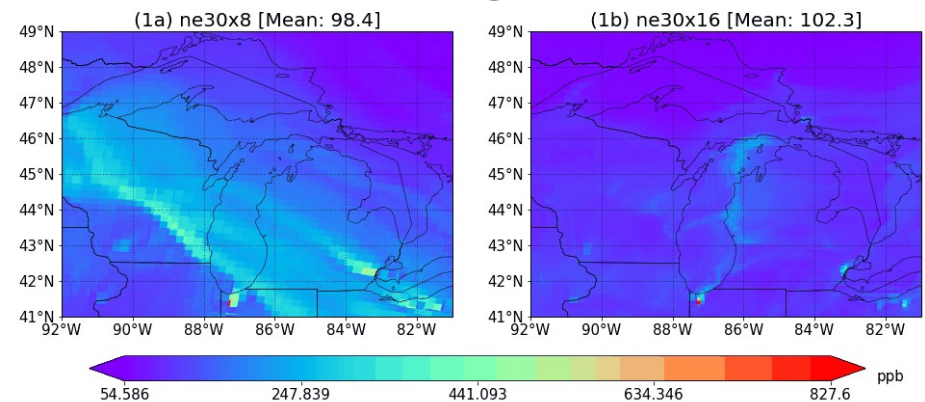 (1a) ne30x8 [Mean: 98.4]
49°N
48°N
47°N
46°N
45°N
44°N
43°N
42°N
41°N
92°W 90°W 88°W 86°W 84°W 82°W
(1b) ne30x16 [Mean: 102.3]
49°N
48°N
47°N
46°N
45°N
44°N
43°N
42°N
41°N
92°W 90°W 88°W 86°W 84°W 82°W
54.586 247.839 441.093 634.346 827.6
ppb